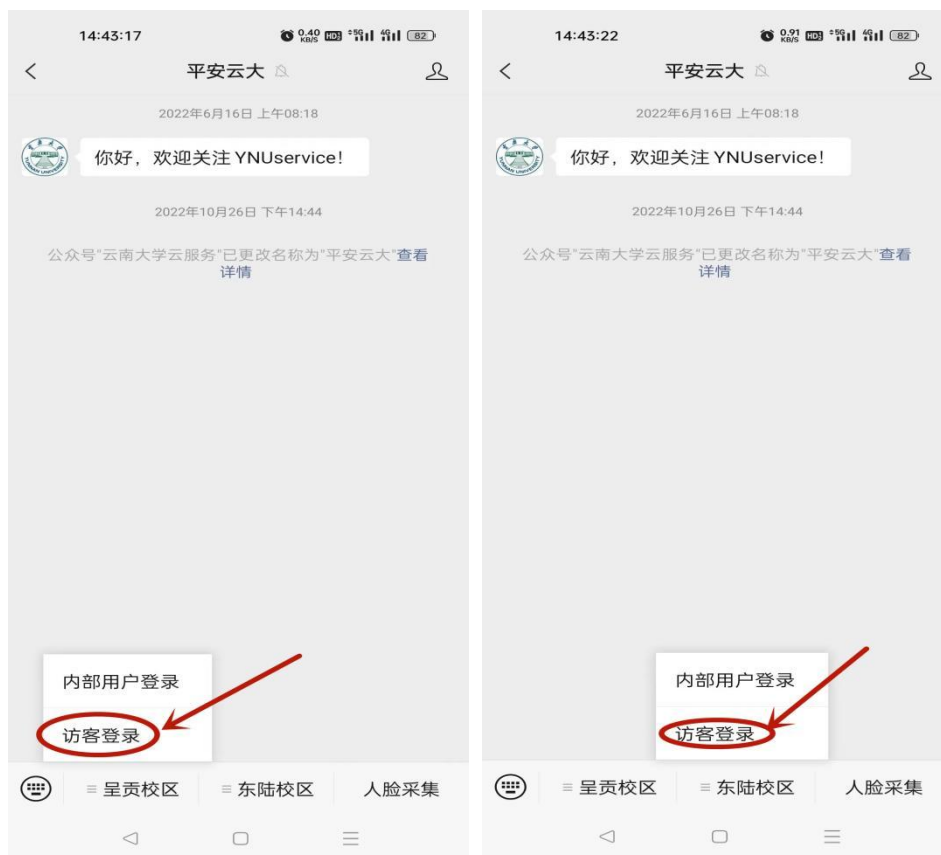 14:43:17
0.40 KB/S HD 5G 4G 82
平安云大
2022年6月16日 上午08:18
你好，欢迎关注 YNUservice!
2022年10月26日 下午14:44
公众号"云南大学云服务"已更改名称为"平安云大"查看
详情
内部用户登录
访客登录
呈贡校区
东陆校区
人脸采集
14:43:22
0.91 KB/S HD 5G 4G 82
平安云大
2022年6月16日 上午08:18
你好，欢迎关注 YNUservice!
2022年10月26日 下午14:44
公众号"云南大学云服务"已更改名称为"平安云大"查看
详情
内部用户登录
访客登录
呈贡校区
东陆校区
人脸采集